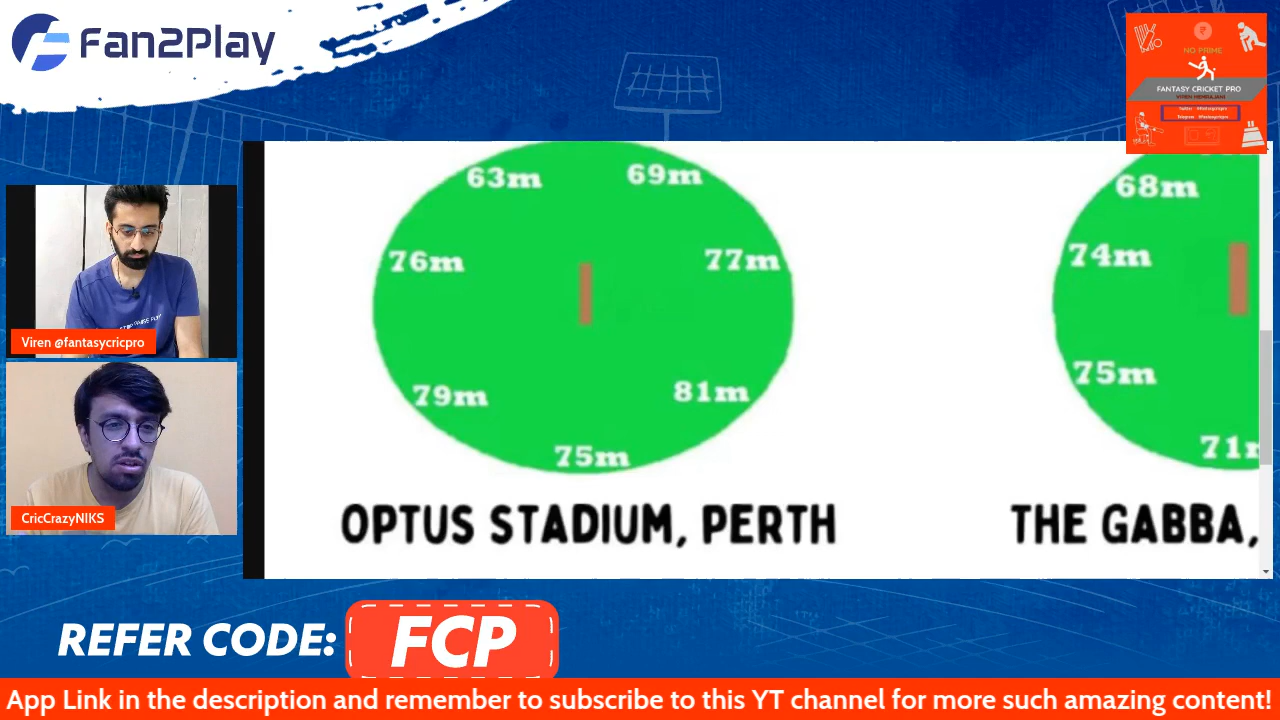 Fan2Play
NO PRIME
FANTASY CRICKET PRO
63m
69m
68m
76m
77m
74m
79m
81m
75m
75m
OPTUS STADIUM, PERTH
THE GABBA,
Viren @fantasycricpro
CricCrazyNIKS
REFER CODE: FCP
App Link in the description and remember to subscribe to this YT channel for more such amazing content!